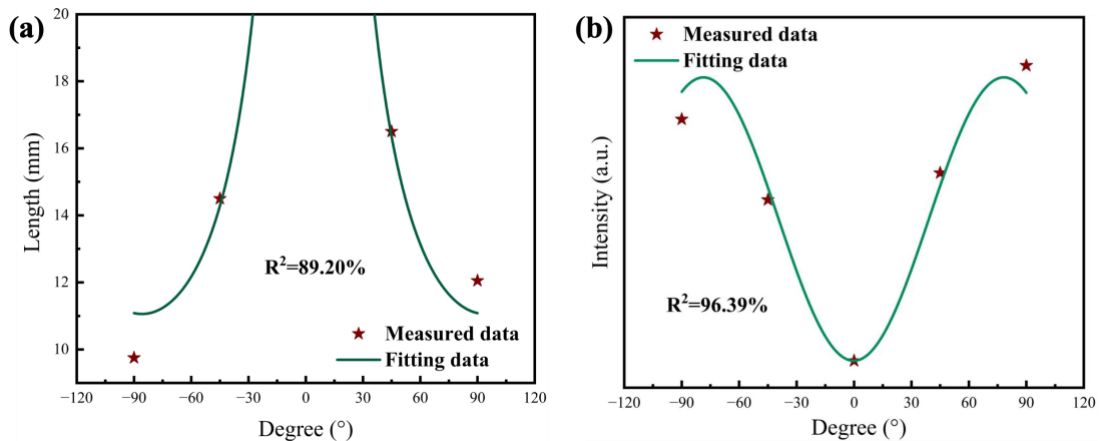 (a)
20
18
16
14
12
10
Length (mm)
R²=89.20%
Measured data
Fitting data
−120 −90 −60 −30 0 30 60 90 120
Degree (°)
(b)
Measured data
Fitting data
Intensity (a.u.)
R²=96.39%
−120 −90 −60 −30 0 30 60 90 120
Degree (°)